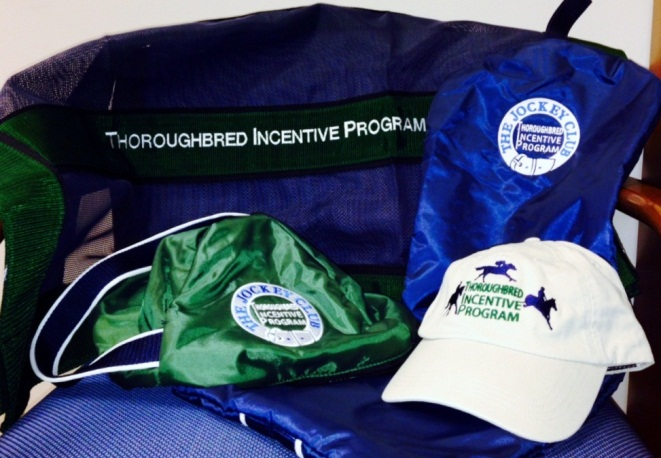 THOROUGHBRED INCENTIVE PROGRAM
THE JOCKEY CLUB
THOROUGHBRED
INCENTIVE
PROGRAM
THE JOCKEY CLUB
THOROUGHBRED
INCENTIVE
PROGRAM
THOROUGHBRED
INCENTIVE
PROGRAM